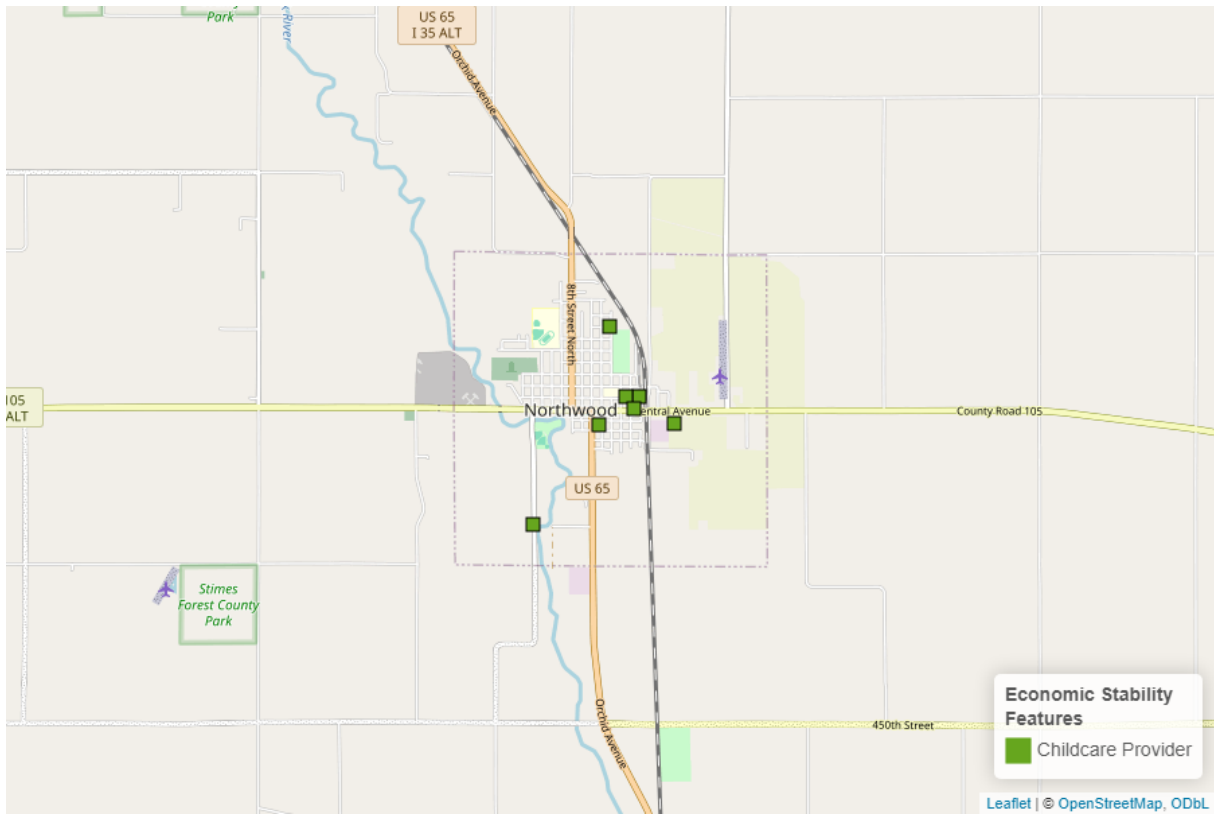 Park
River
US 65
I 35 ALT
Orchid Avenue
8th Street North
105
ALT
Northwood
entral Avenue
County Road 105
US 65
Stimes
Forest County
Park
Orchid Avenue
450th Street
Economic Stability
Features
Childcare Provider
Leaflet | © OpenStreetMap, ODbL